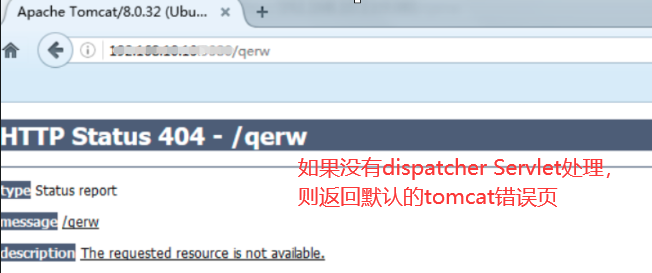 Apache Tomcat/8.0.32 (Ubu...
/qerw
HTTP Status 404 - /qerw
如果没有dispatcher Servlet处理，
则返回默认的tomcat错误页
type Status report
message /qerw
description The requested resource is not available.